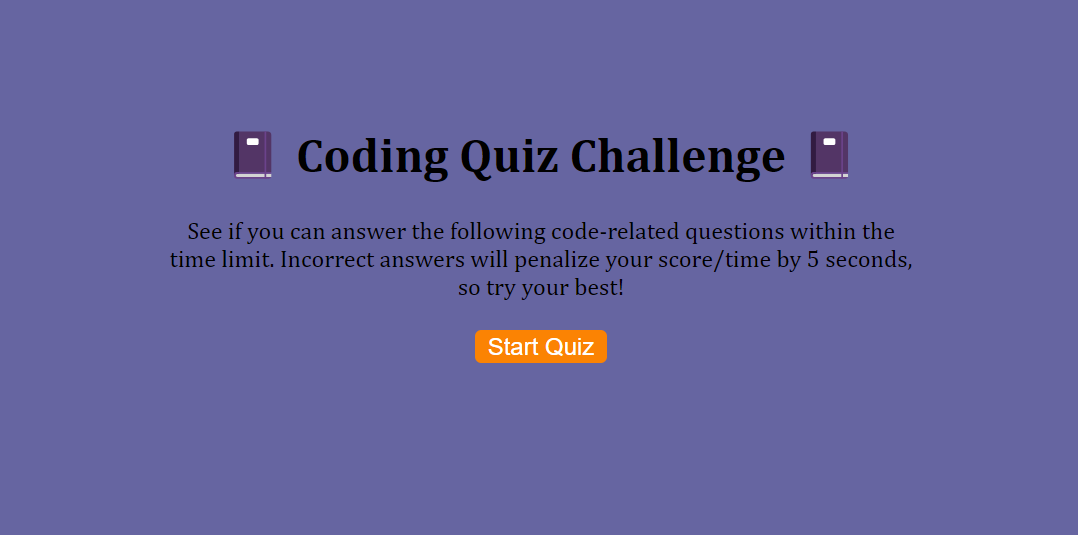 Coding Quiz Challenge
See if you can answer the following code-related questions within the
time limit. Incorrect answers will penalize your score/time by 5 seconds,
so try your best!
Start Quiz